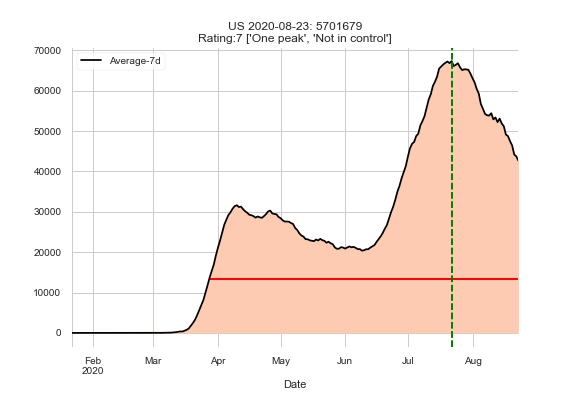 US 2020-08-23: 5701679
Rating:7 ['One peak', 'Not in control']
Average-7d
70000
60000
50000
40000
30000
20000
10000
0
Feb Mar Apr May Jun Jul Aug
2020
Date